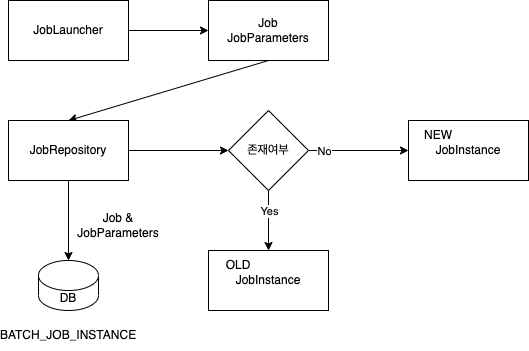 JobLauncher
Job
JobParameters
JobRepository
존재여부
No
NEW
JobInstance
Job &
JobParameters
Yes
OLD
JobInstance
DB
BATCH_JOB_INSTANCE